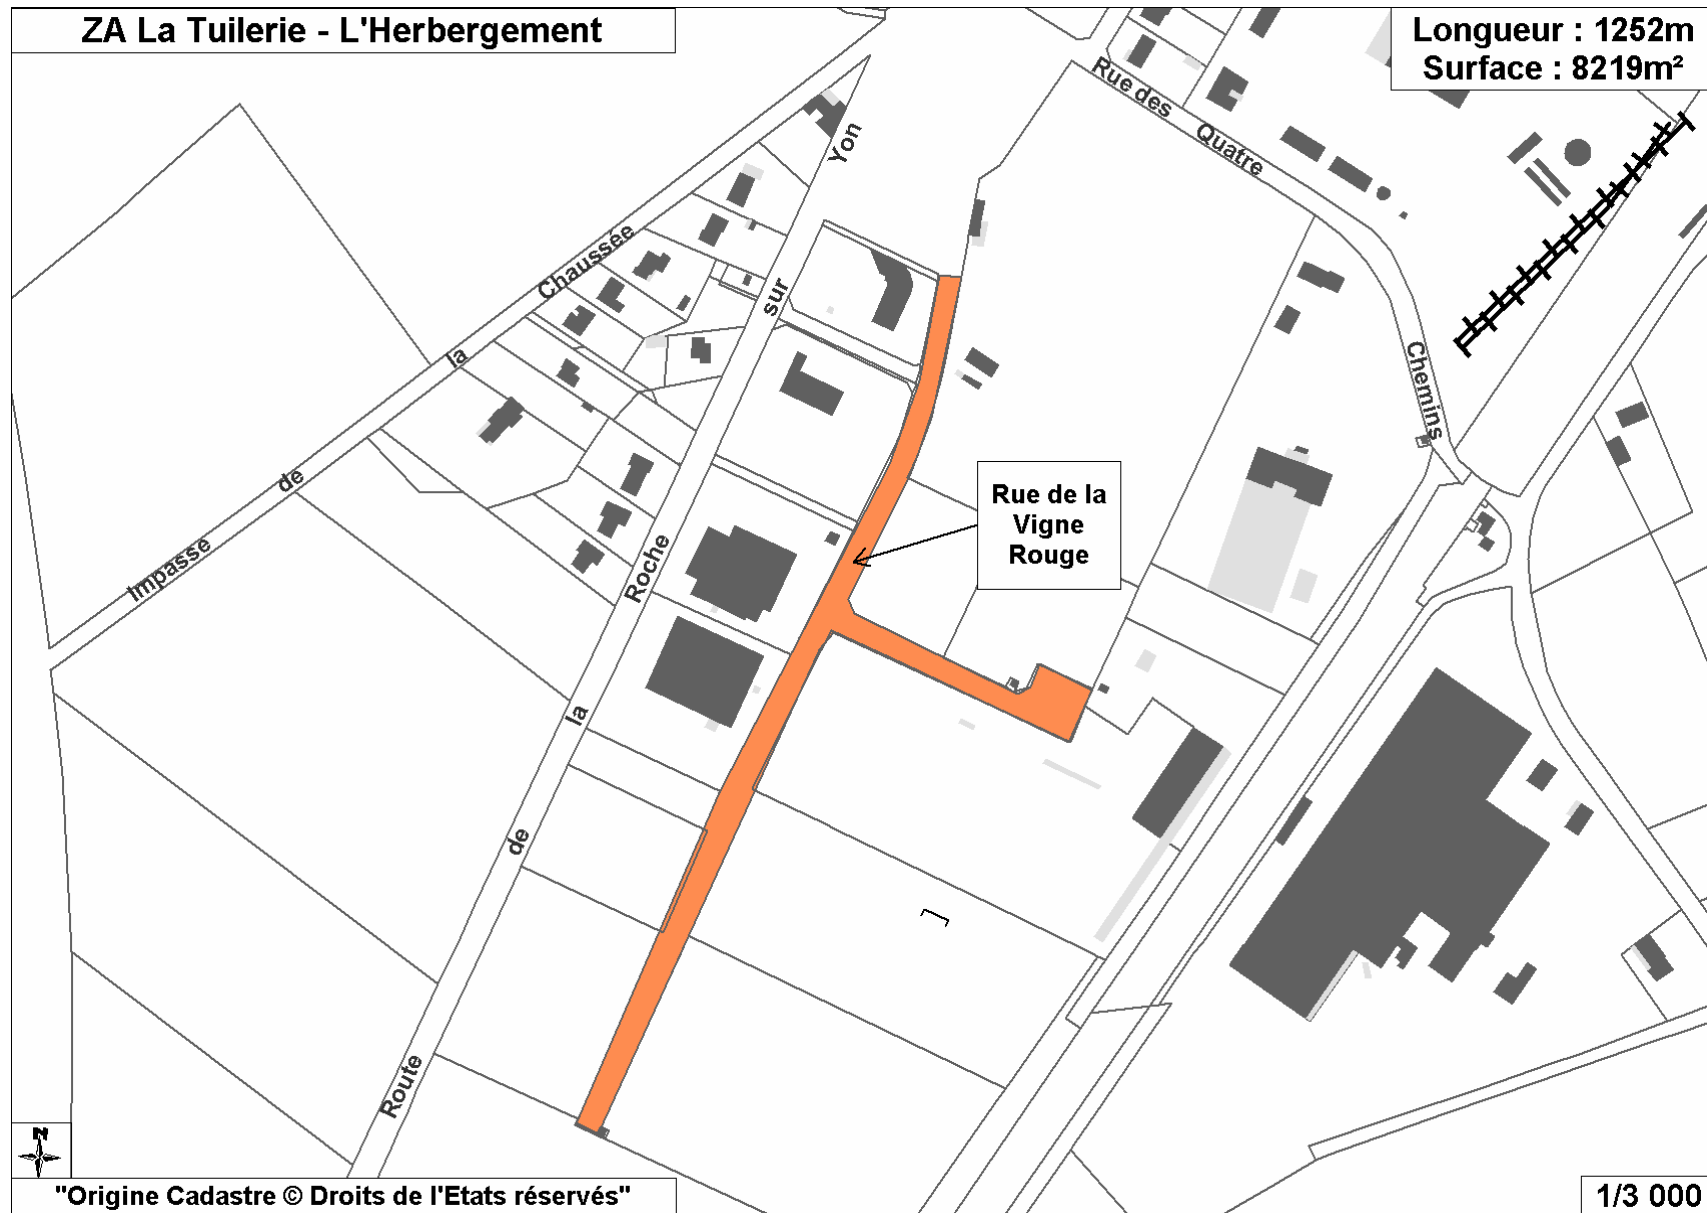 ZA La Tuilerie - L'Herbergement
Longueur : 1252m
Surface : 8219m²
Rue des Quatre Chemins
Impasse de la Chaussée
Route de la Roche sur Yon
Rue de la
Vigne
Rouge
N
"Origine Cadastre © Droits de l'Etats réservés"
1/3 000